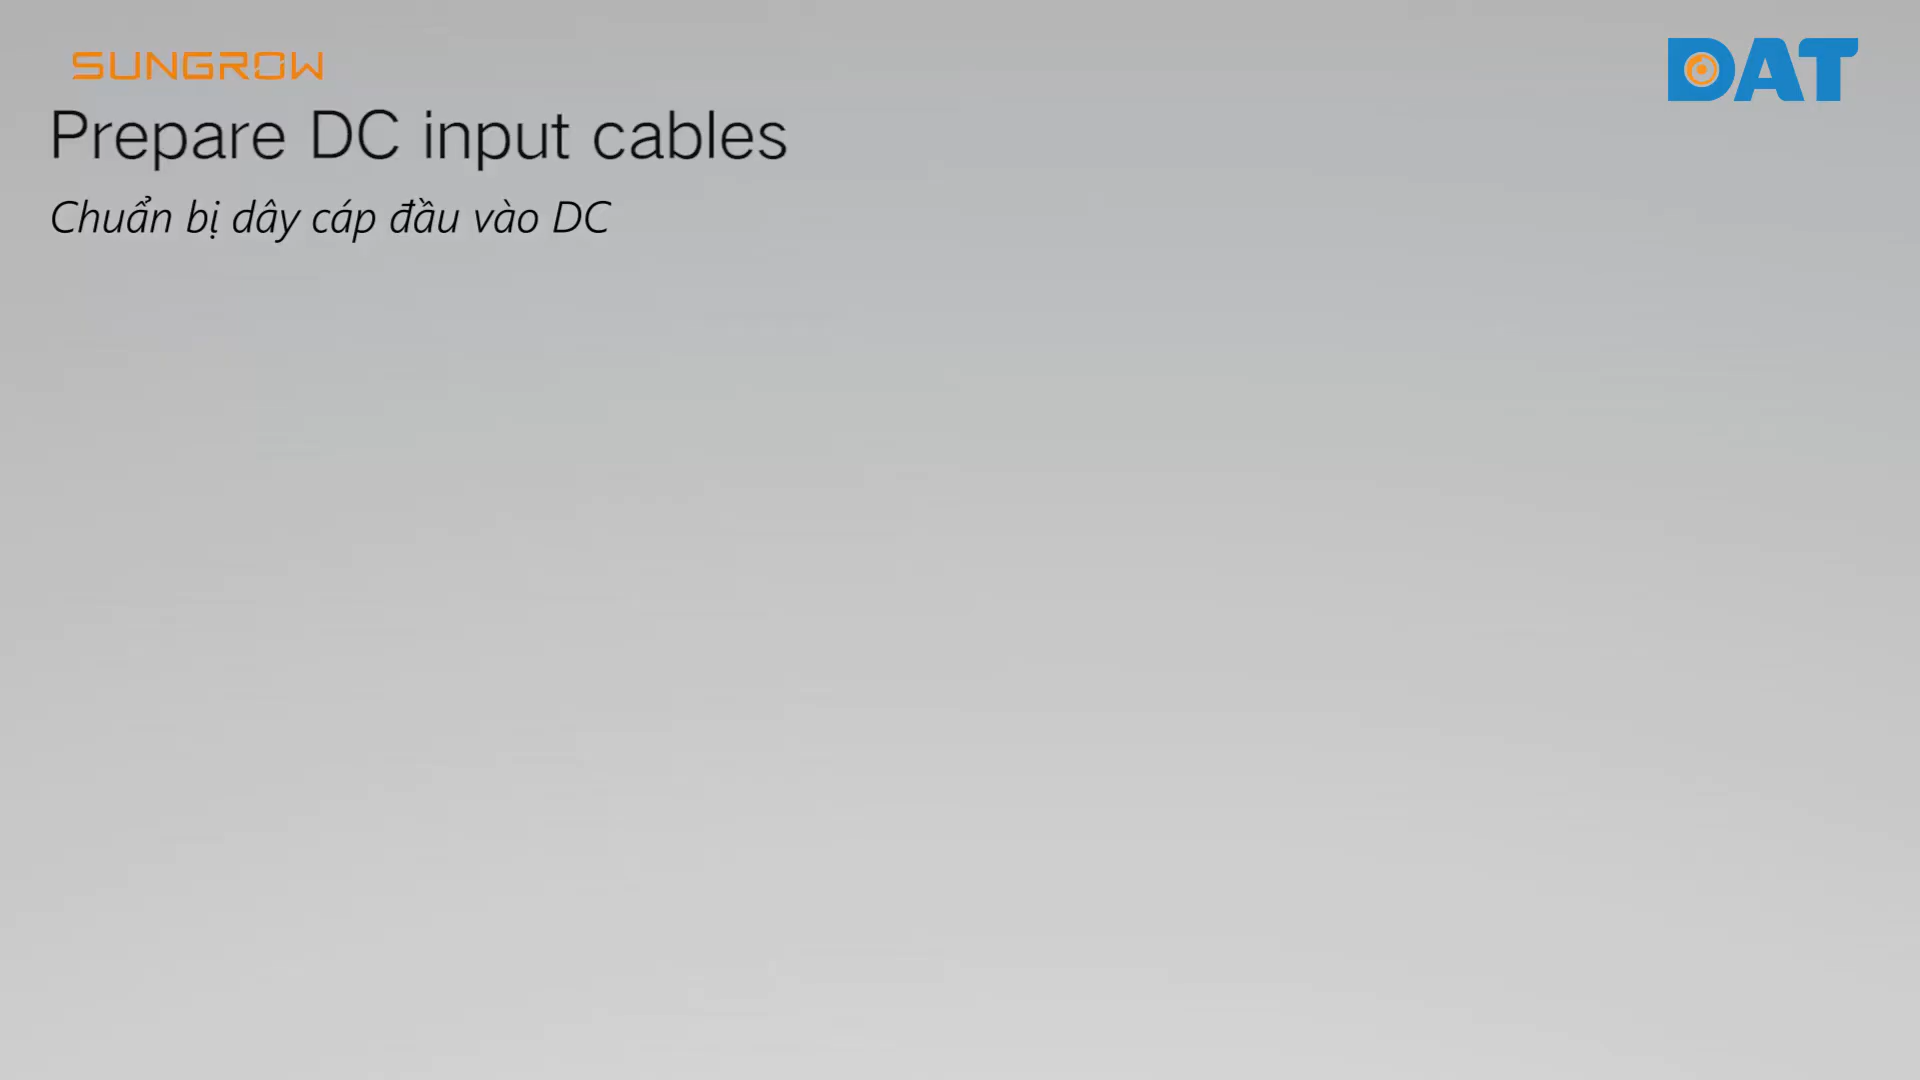 SUNGROW
DAT
Prepare DC input cables
Chuẩn bị dây cáp đầu vào DC